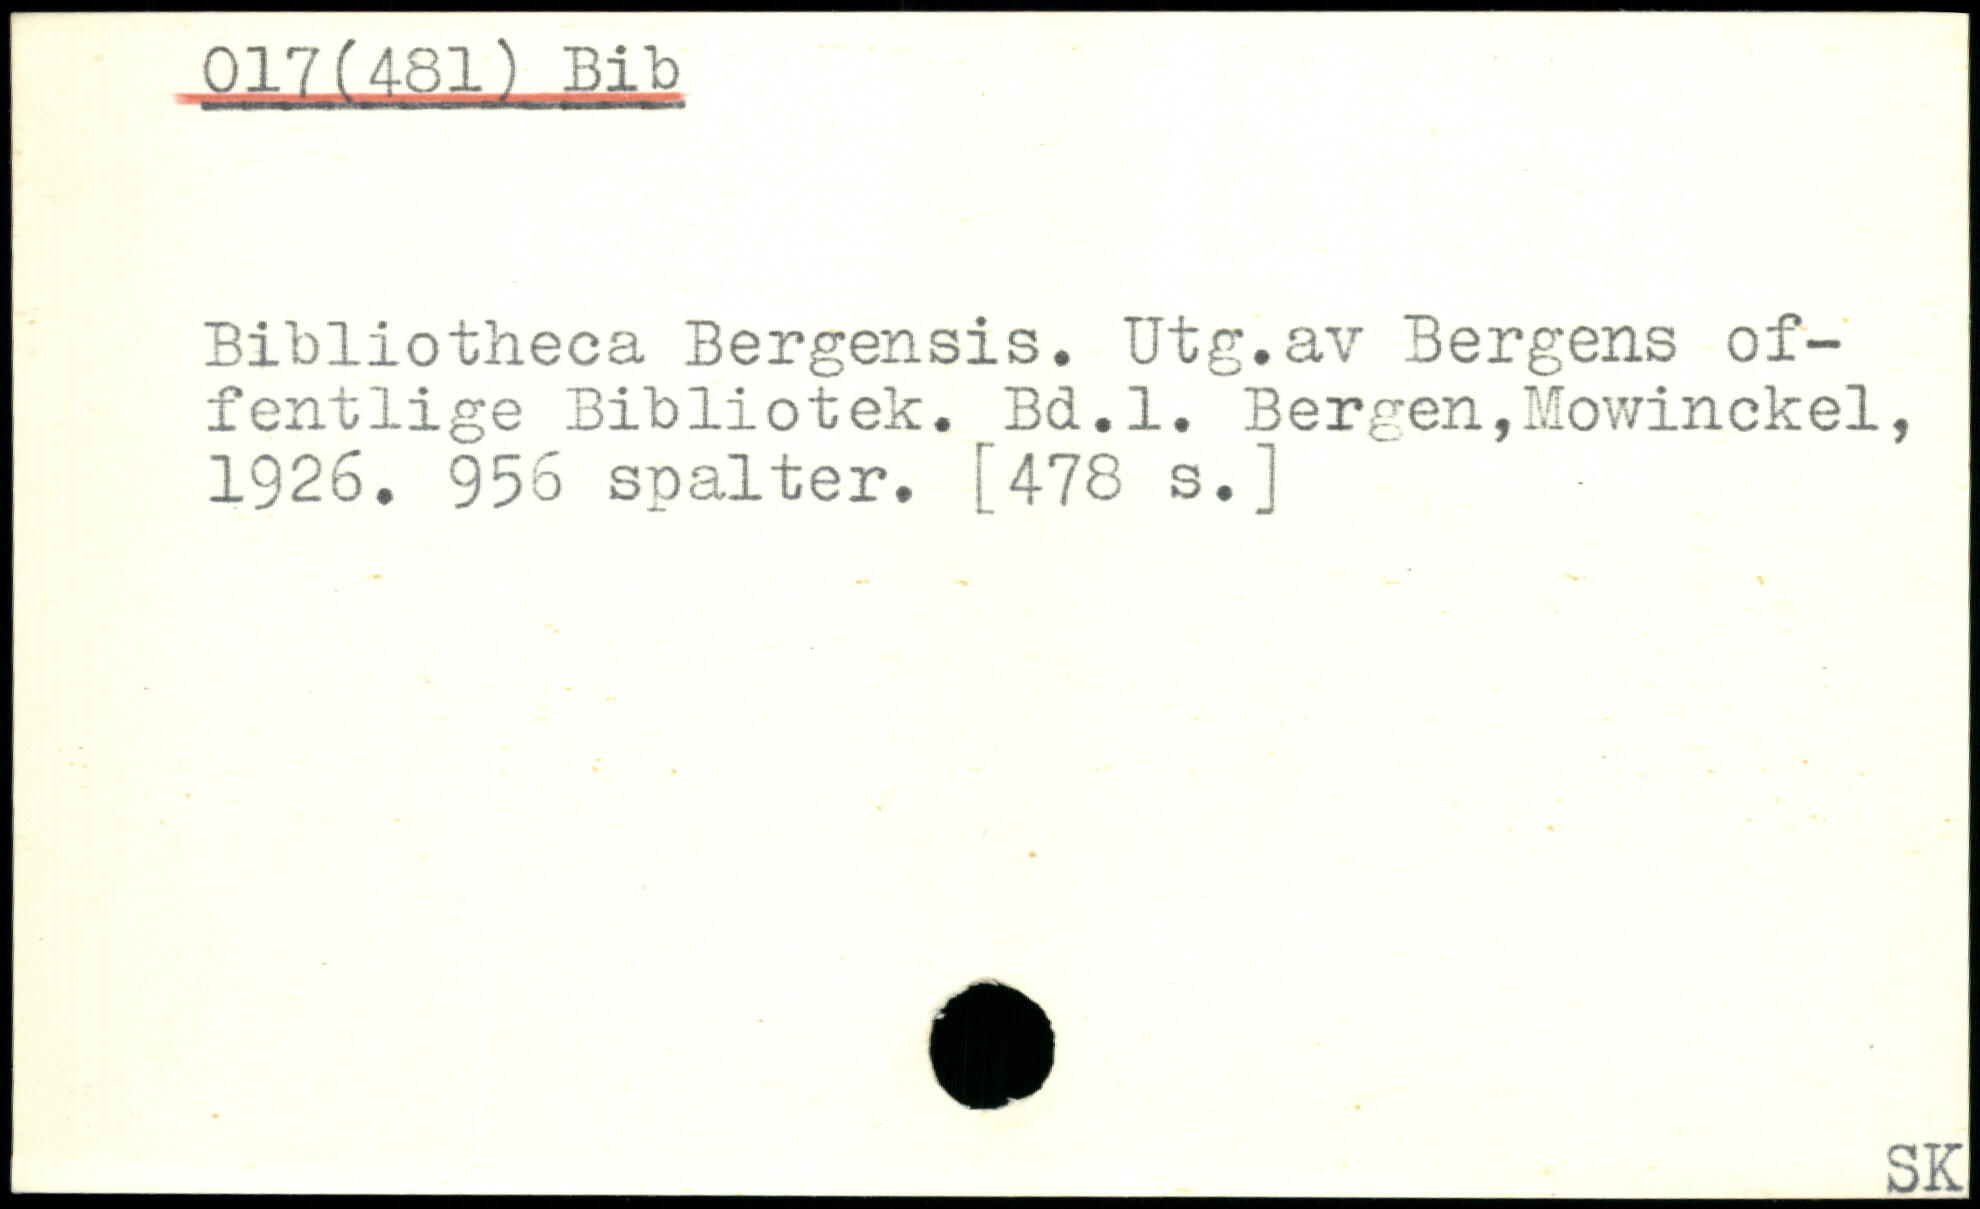 017(481) Bib
Bibliotheca Bergensis. Utg.av Bergens of-
fentlige Bibliotek. Bd.1. Bergen,Mowinckel,
1926. 956 spalter. [478 s.]
SK